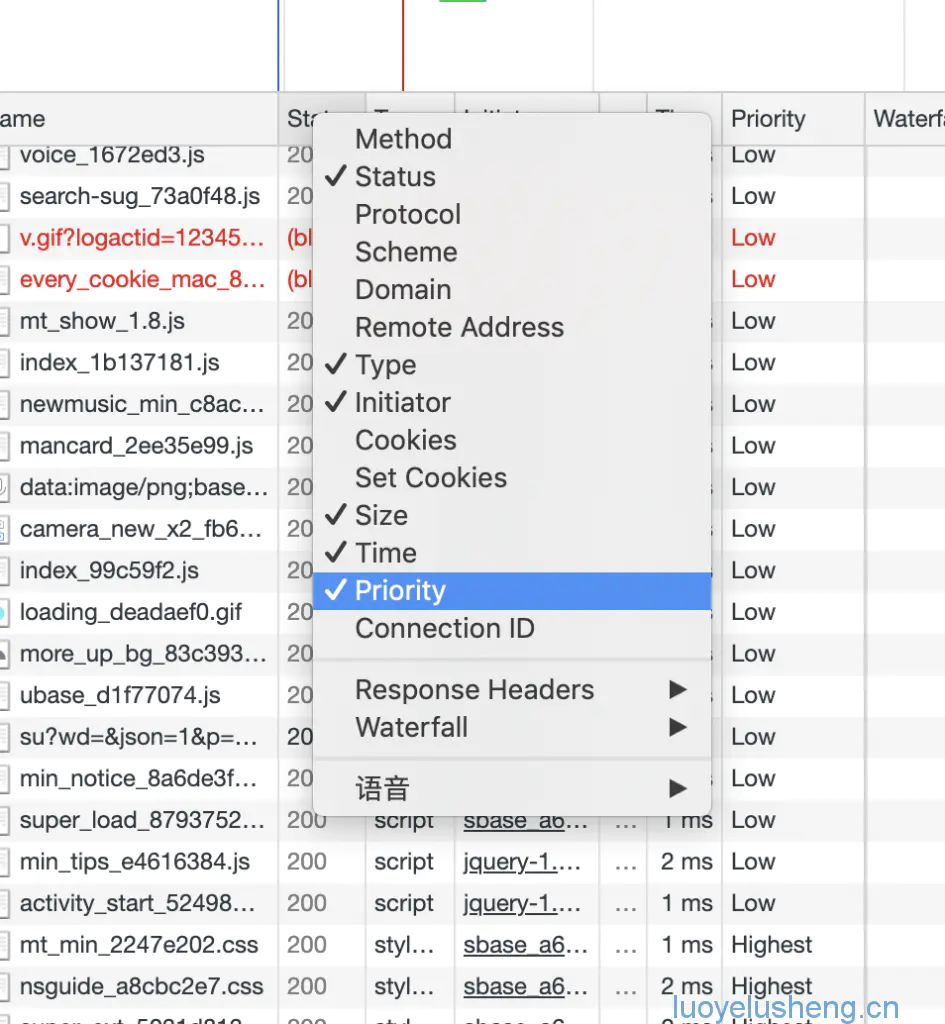 ame Priority Waterfa
voice_1672ed3.js 20 Low
search-sug_73a0f48.js 20 Low
v.gif?logactid=12345... (bl Low
every_cookie_mac_8... (bl Low
mt_show_1.8.js 20 Low
index_1b137181.js 20 Low
newmusic_min_c8ac... 20 Low
mancard_2ee35e99.js 20 Low
data:image/png;base... 20 Low
camera_new_x2_fb6... 20 Low
index_99c59f2.js 20 Low
loading_deadaef0.gif 20 Low
more_up_bg_83c393... 20 Low
ubase_d1f77074.js 20 Low
su?wd=&json=1&p=... 20 Low
min_notice_8a6de3f... 20 Low
super_load_8793752... 200 script sbase_a6... ... 1 ms Low
min_tips_e4616384.js 200 script jquery-1.... ... 2 ms Low
activity_start_52498... 200 script jquery-1.... ... 1 ms Low
mt_min_2247e202.css 200 styl... sbase_a6... ... 1 ms Highest
nsguide_a8cbc2e7.css 200 styl... sbase_a6... ... 2 ms Highest
Method
✓ Status
Protocol
Scheme
Domain
Remote Address
✓ Type
✓ Initiator
Cookies
Set Cookies
✓ Size
✓ Time
✓ Priority
Connection ID
Response Headers ▶
Waterfall ▶
语音 ▶
luoyelusheng.cn